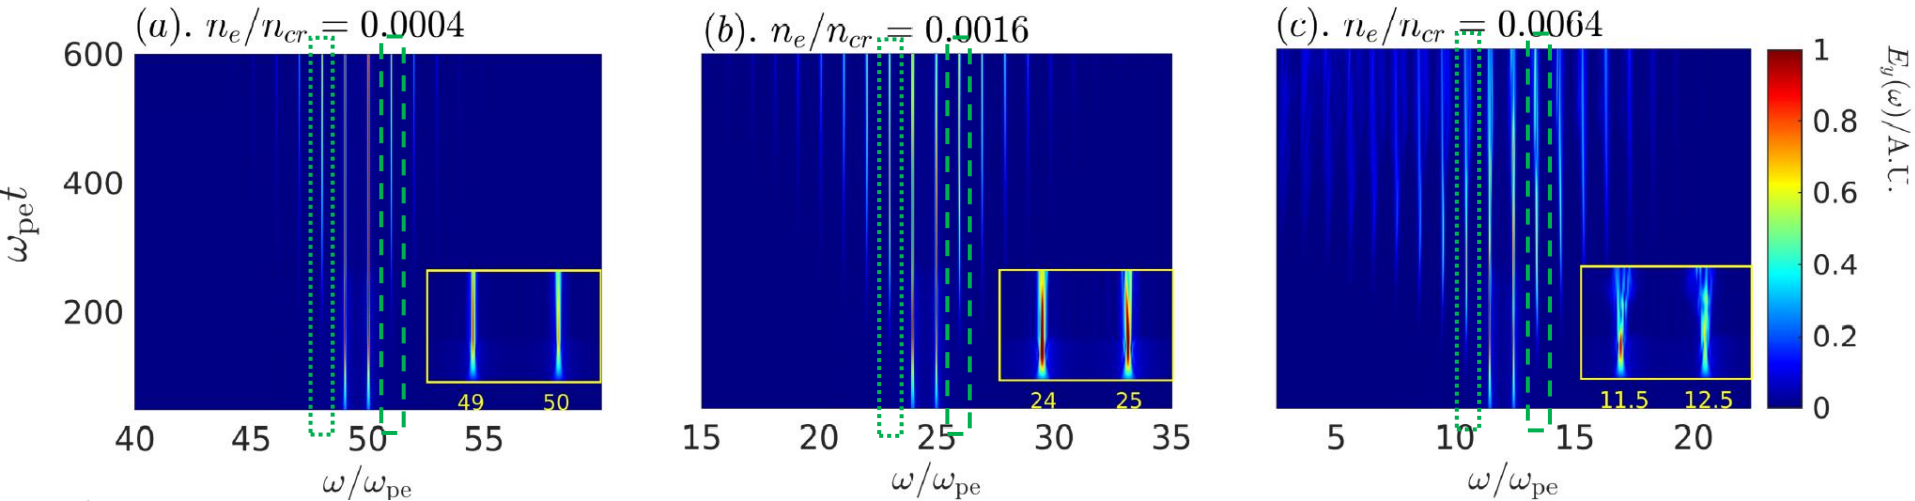 (a). n_e/n_cr = 0.0004
(b). n_e/n_cr = 0.0016
(c). n_e/n_cr = 0.0064
600
400
200
ω_pe t
49 50
24 25
11.5 12.5
40 45 50 55
15 20 25 30 35
5 10 15 20
ω/ω_pe
ω/ω_pe
ω/ω_pe
1
0.8
0.6
0.4
0.2
0
E_y(ω)/A.U.